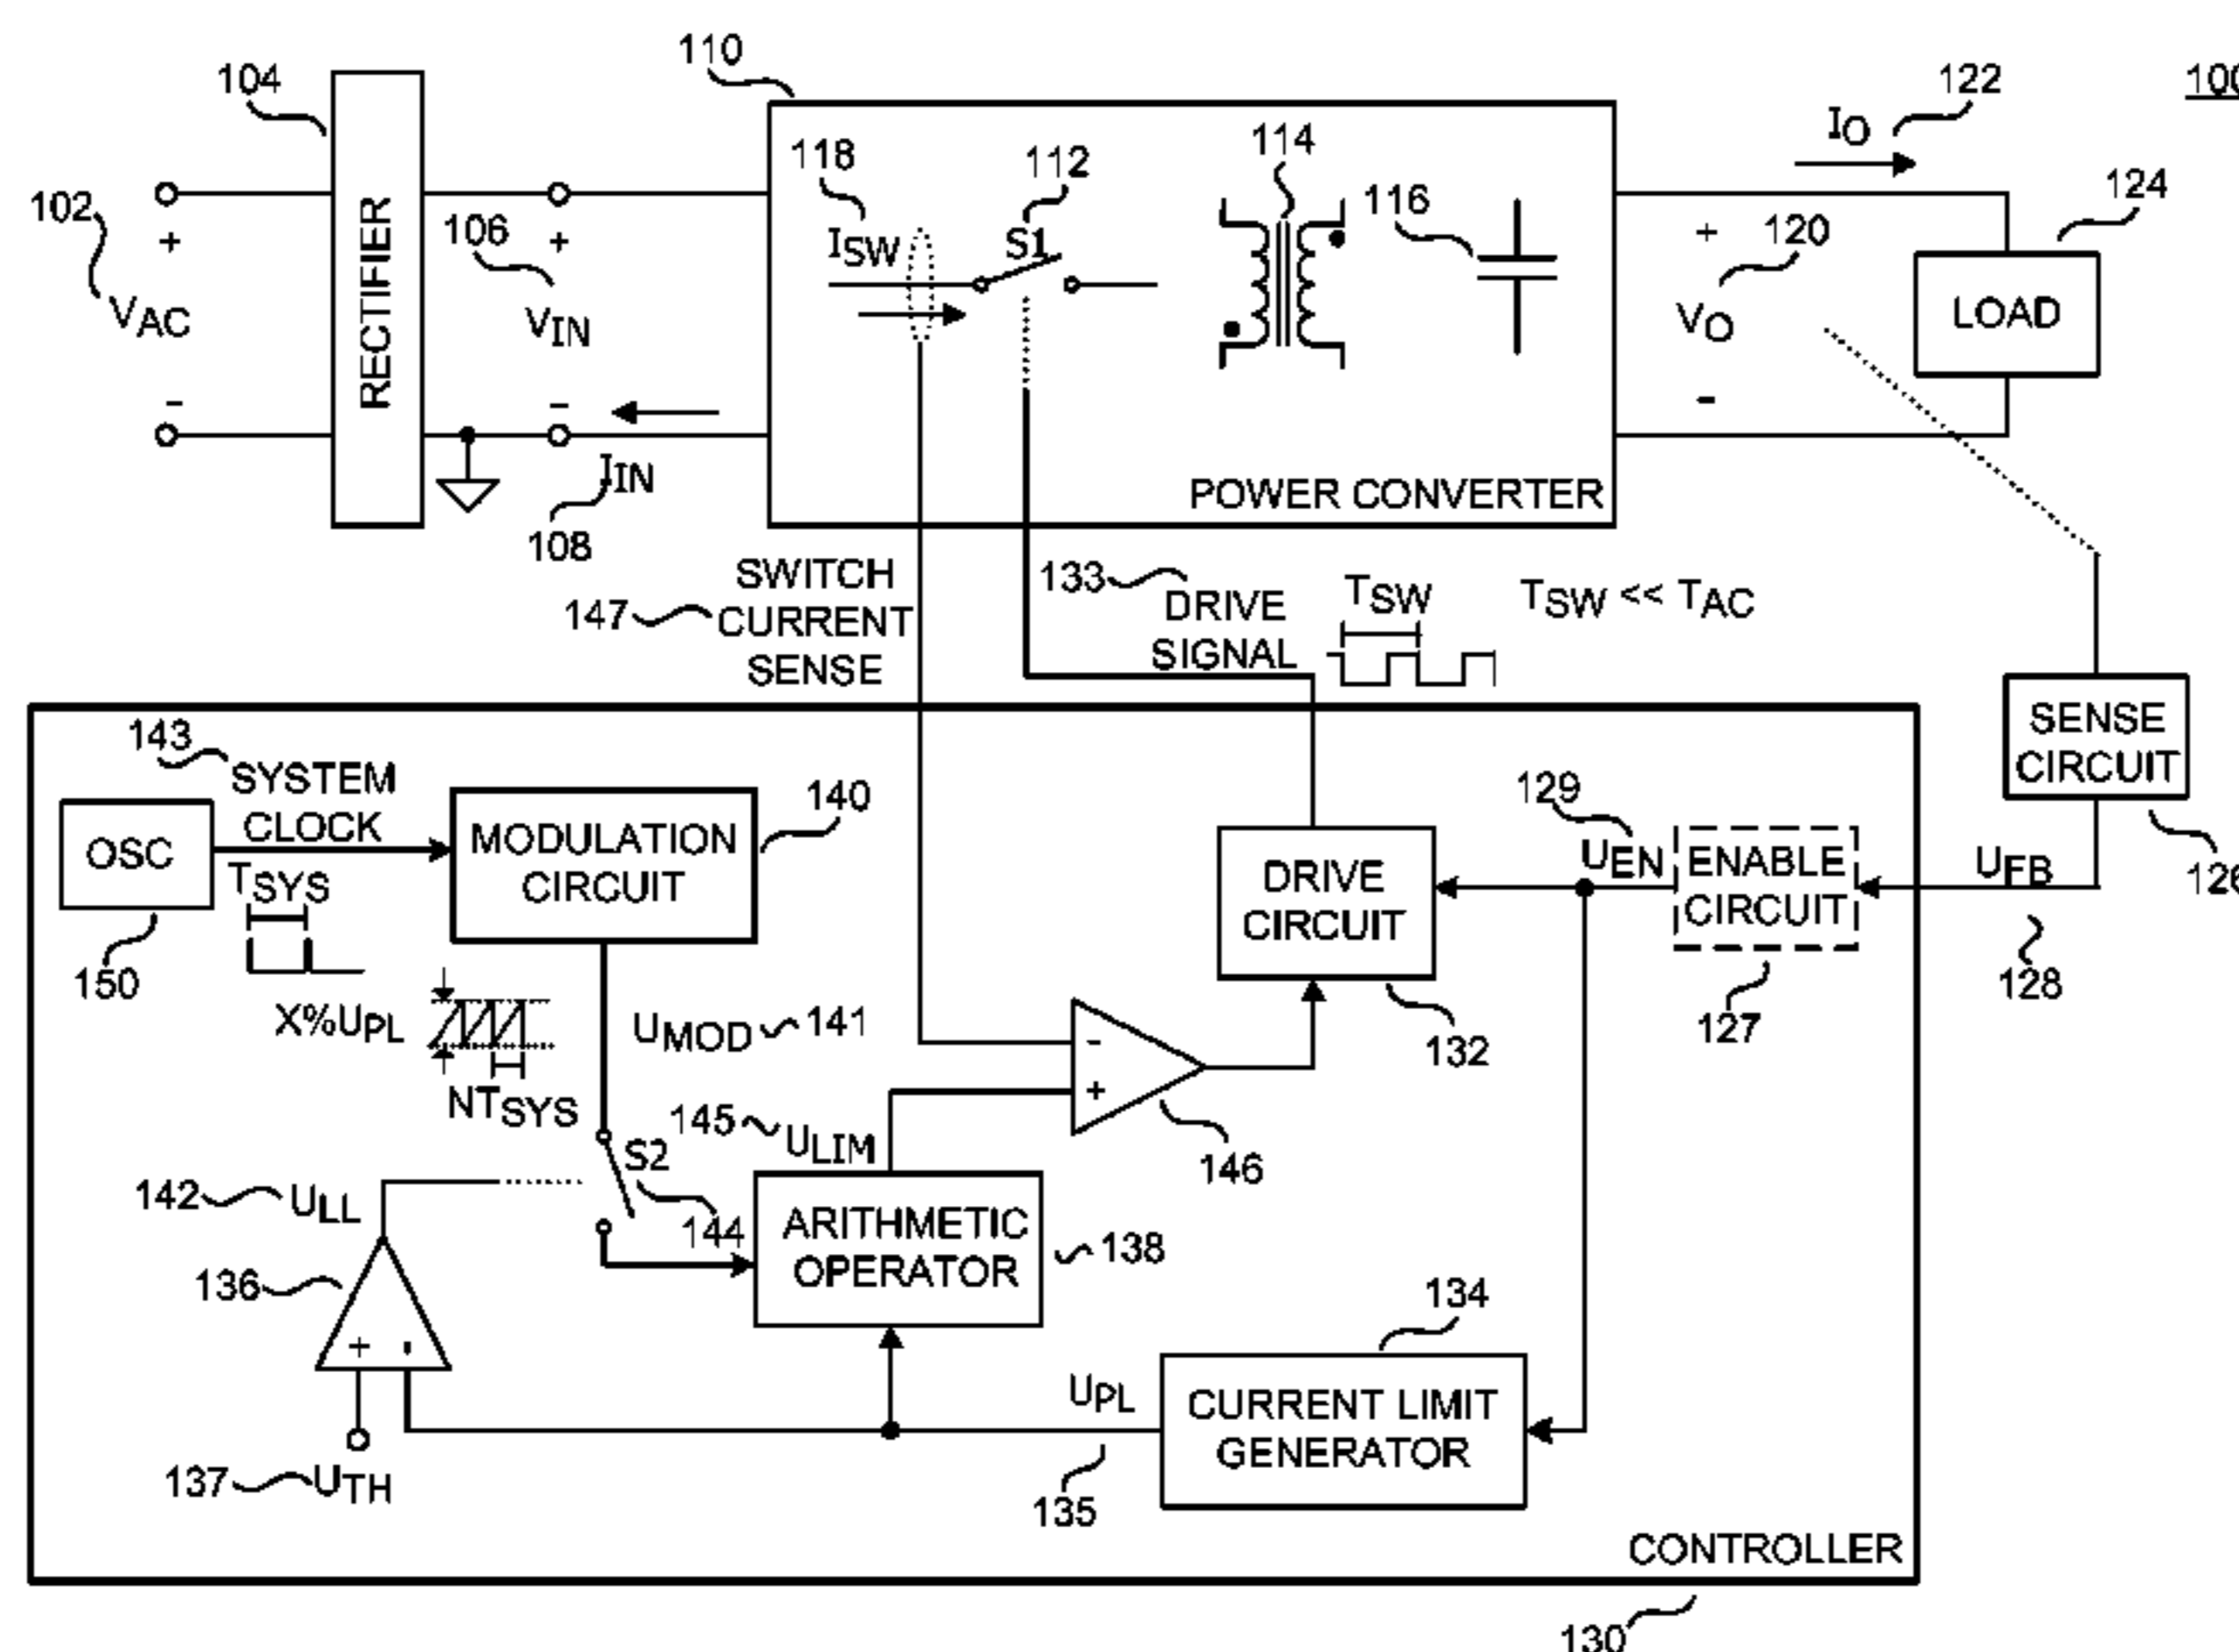 110
104
100
118
112
114
116
IO
122
102
+
VAC
-
RECTIFIER
106
+
VIN
-
IIN
108
ISW
S1
POWER CONVERTER
+
120
VO
-
124
LOAD
SWITCH
147
CURRENT
SENSE
133
DRIVE
SIGNAL
TSW
TSW << TAC
SENSE
CIRCUIT
126
143
SYSTEM
CLOCK
OSC
TSYS
150
MODULATION
CIRCUIT
140
X%UPL
NTSYS
UMOD
141
129
UEN
ENABLE
CIRCUIT
127
UFB
128
DRIVE
CIRCUIT
132
-
+
146
145
ULIM
S2
144
142
ULL
136
+ -
137
UTH
ARITHMETIC
OPERATOR
138
134
CURRENT LIMIT
GENERATOR
UPL
135
CONTROLLER
130